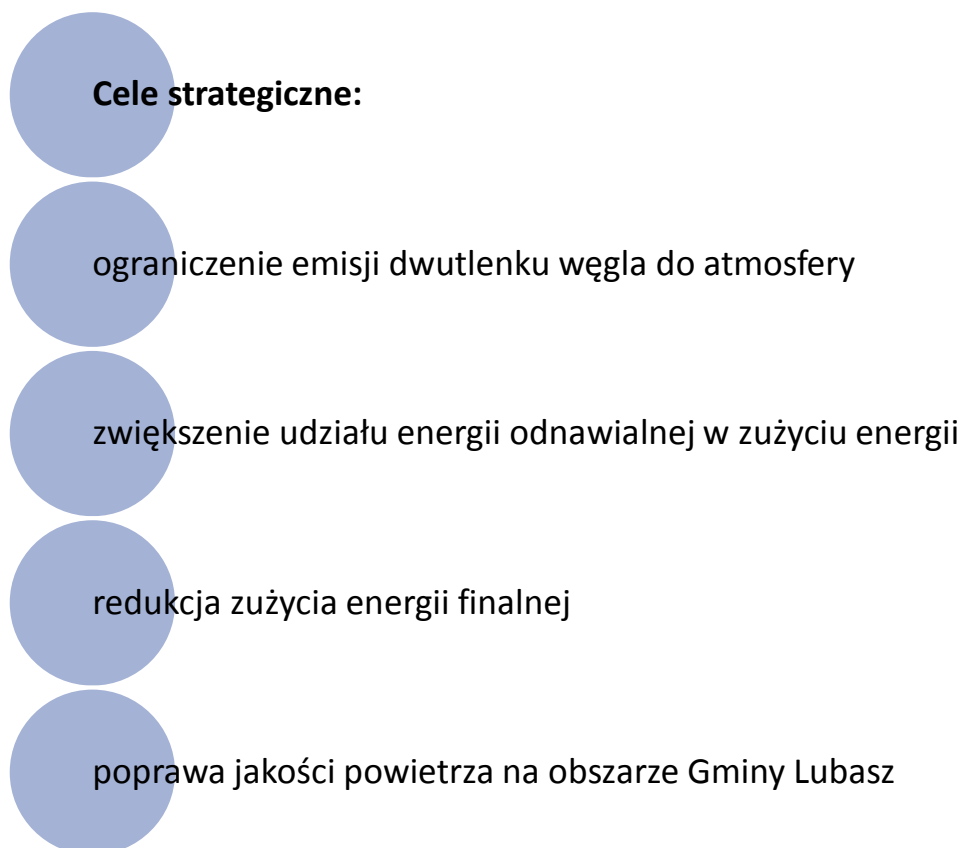 Cele strategiczne:
ograniczenie emisji dwutlenku węgla do atmosfery
zwiększenie udziału energii odnawialnej w zużyciu energii
redukcja zużycia energii finalnej
poprawa jakości powietrza na obszarze Gminy Lubasz